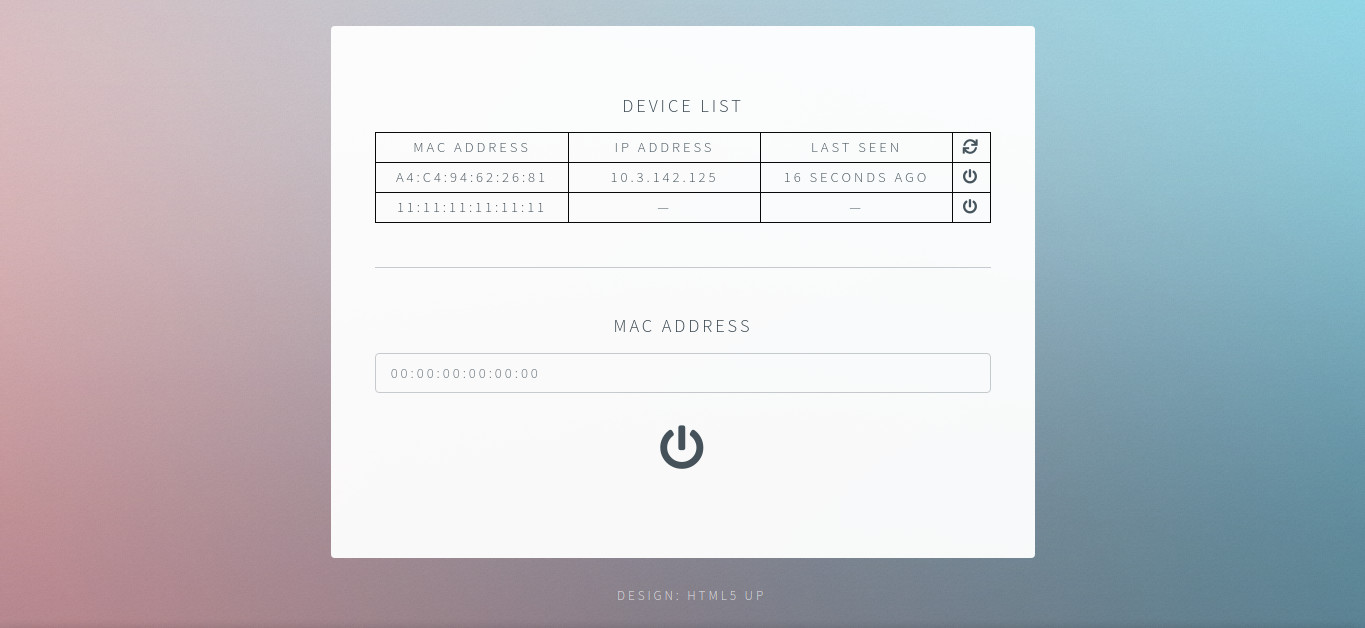 DEVICE LIST
MAC ADDRESS IP ADDRESS LAST SEEN
A4:C4:94:62:26:81 10.3.142.125 16 SECONDS AGO
11:11:11:11:11:11 — —
MAC ADDRESS
00:00:00:00:00:00
DESIGN: HTML5 UP